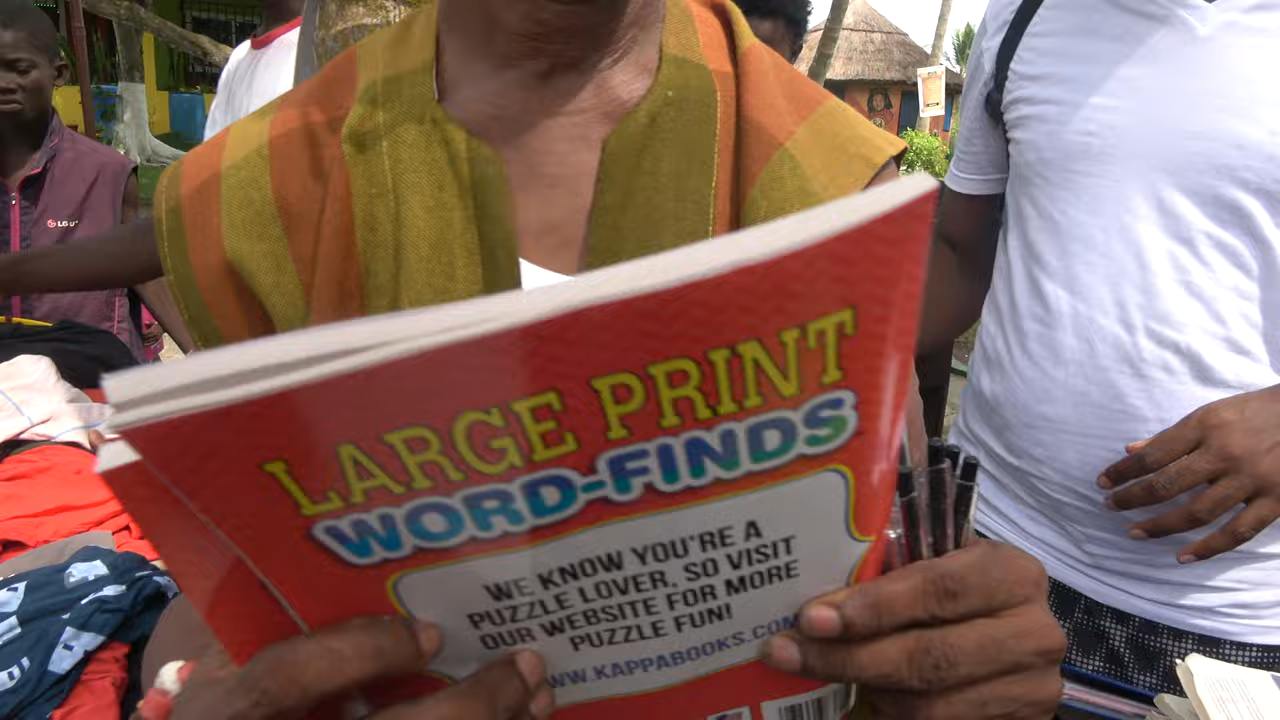 LG U+
LARGE PRINT
WORD-FINDS
WE KNOW YOU'RE A
PUZZLE LOVER, SO VISIT
OUR WEBSITE FOR MORE
PUZZLE FUN!
WWW.KAPPABOOKS.COM